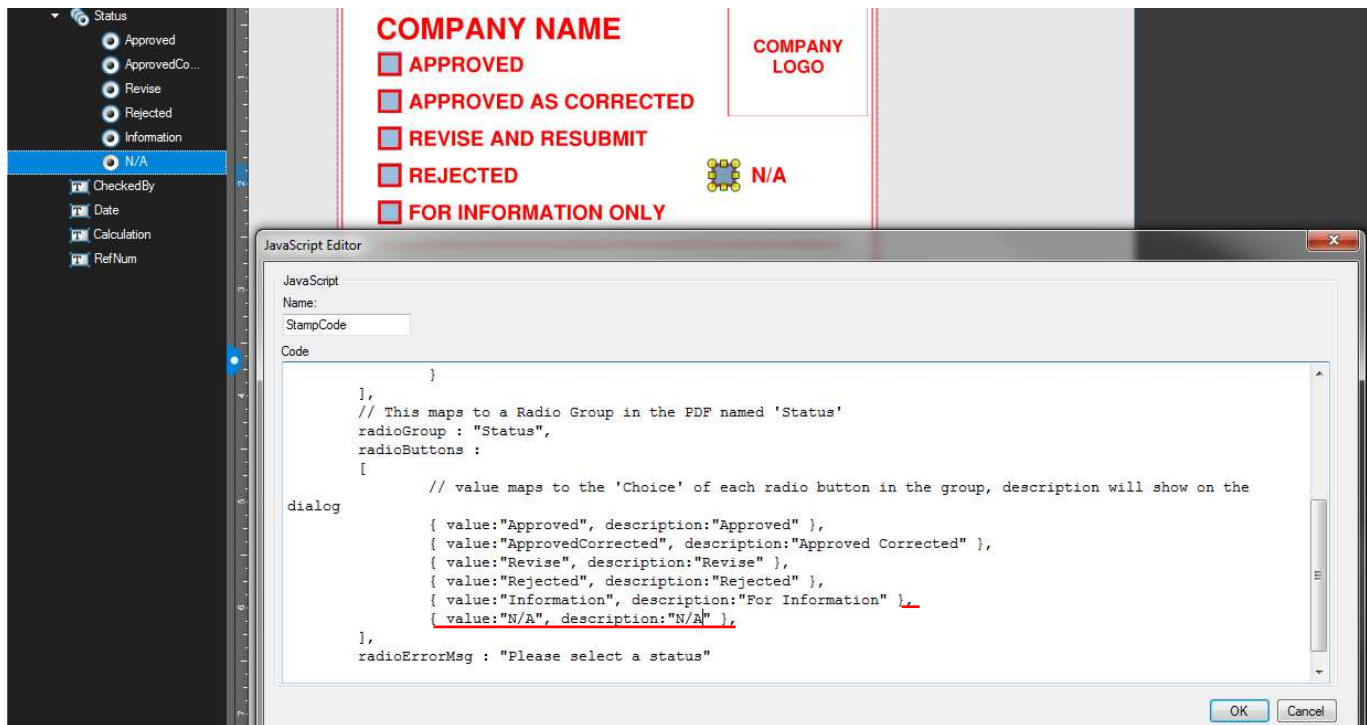 Status
Approved
ApprovedCo...
Revise
Rejected
Information
N/A
CheckedBy
Date
Calculation
RefNum
COMPANY NAME
COMPANY
LOGO
APPROVED
APPROVED AS CORRECTED
REVISE AND RESUBMIT
REJECTED
N/A
FOR INFORMATION ONLY
JavaScript Editor
JavaScript
Name:
StampCode
Code
}
],
// This maps to a Radio Group in the PDF named 'Status'
radioGroup : "Status",
radioButtons :
[
// value maps to the 'Choice' of each radio button in the group, description will show on the
dialog
{ value:"Approved", description:"Approved" },
{ value:"ApprovedCorrected", description:"Approved Corrected" },
{ value:"Revise", description:"Revise" },
{ value:"Rejected", description:"Rejected" },
{ value:"Information", description:"For Information" },
{ value:"N/A", description:"N/A" },
],
radioErrorMsg : "Please select a status"
OK
Cancel